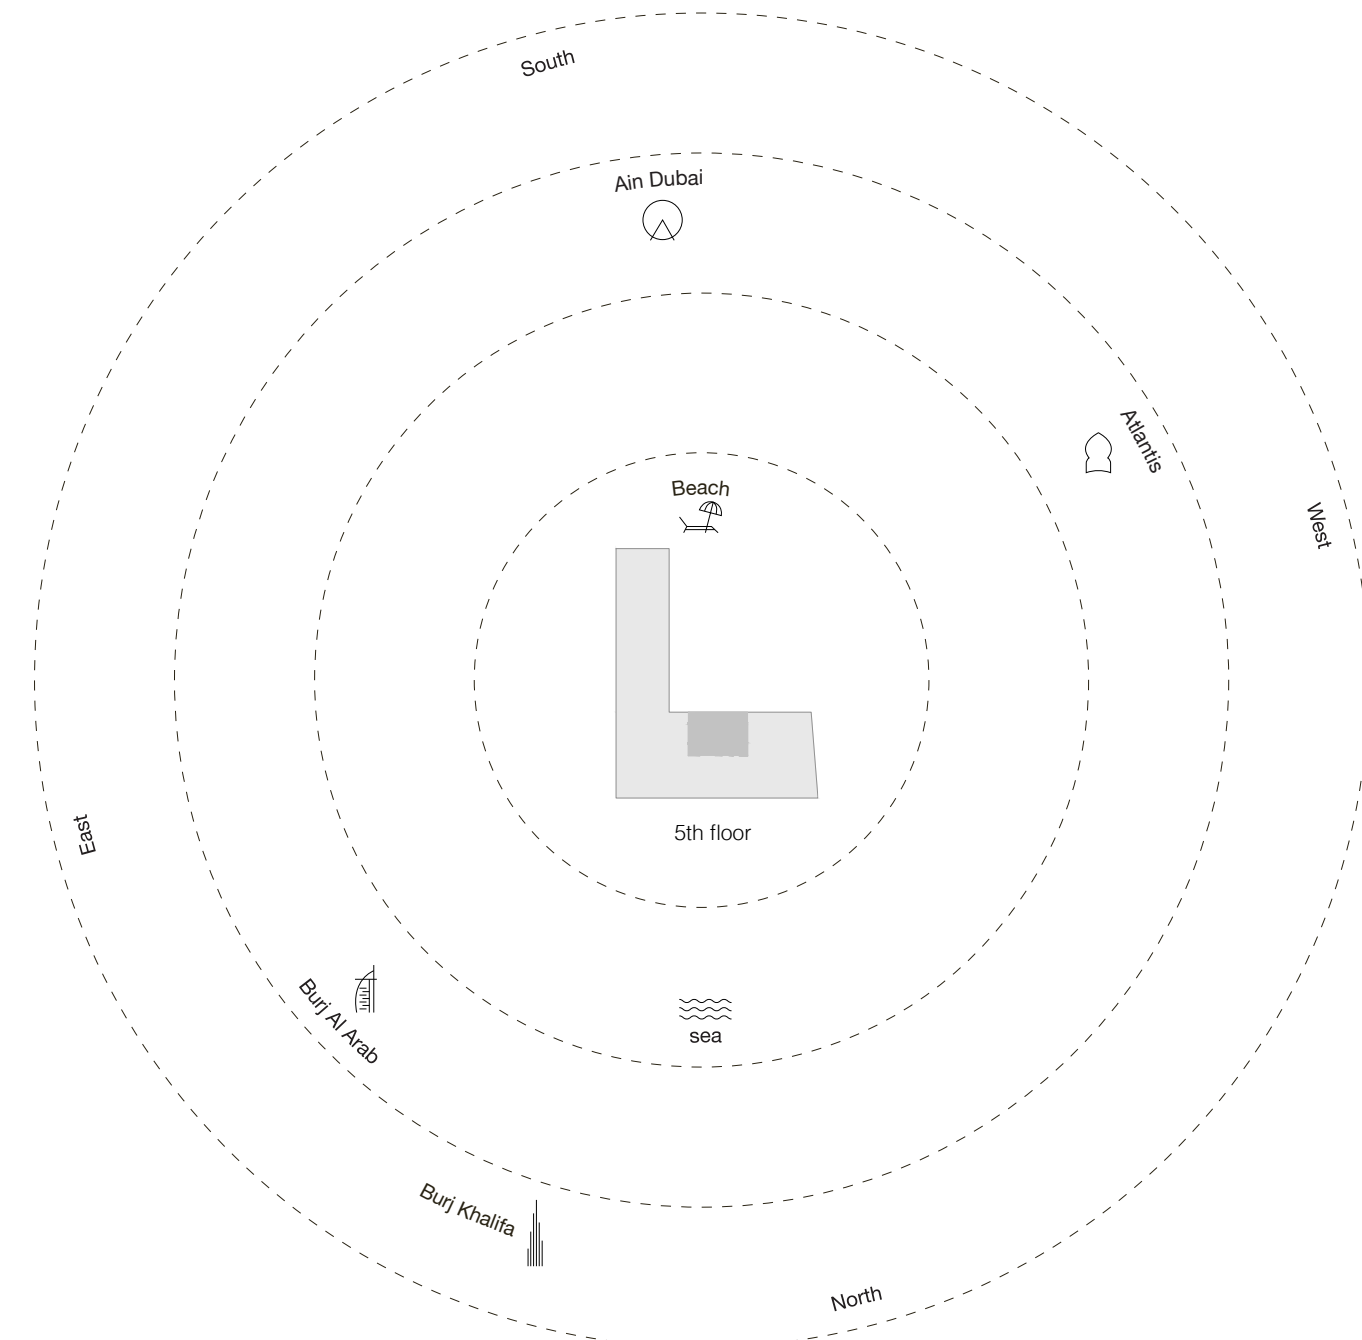 South
Ain Dubai
Atlantis
Beach
West
5th floor
East
Burj Al Arab
sea
Burj Khalifa
North